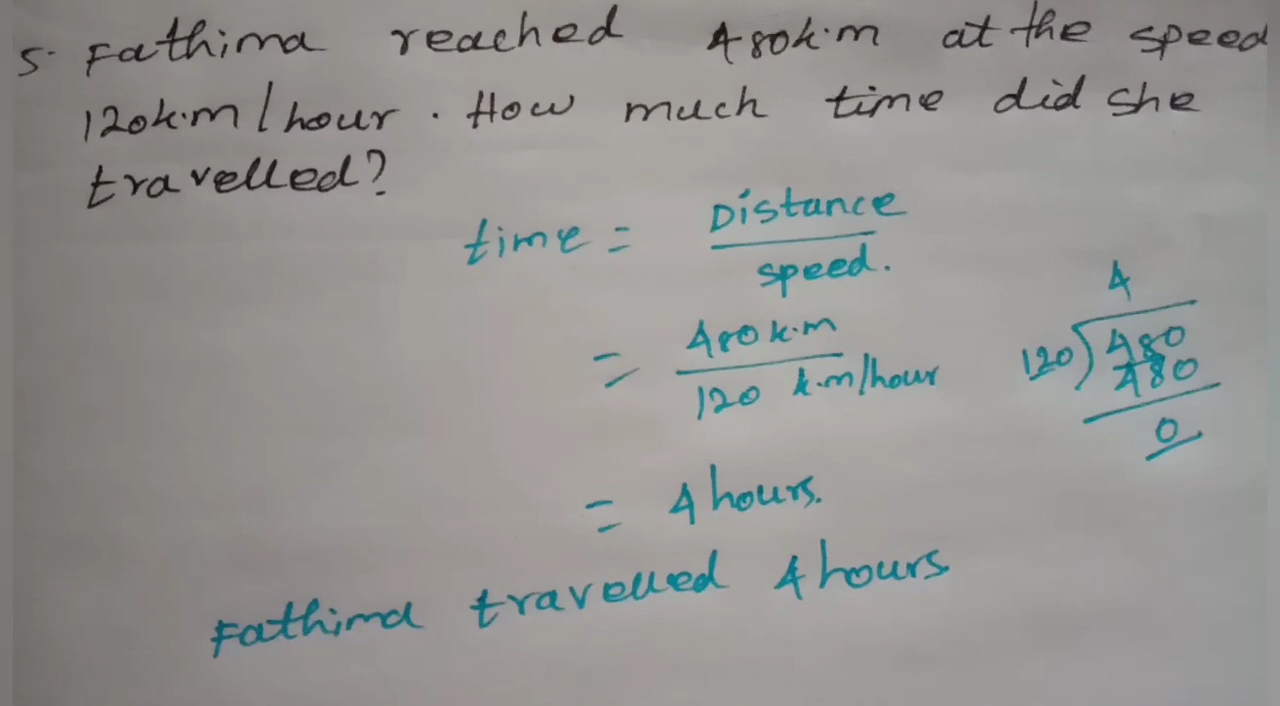 5. Fathima reached 480k.m at the speed
120k.m/hour. How much time did she
travelled?
time = Distance
speed.
= 480 k.m
120 k.m/hour
4
120) 480
480
0
= 4 hours.
Fathima travelled 4 hours